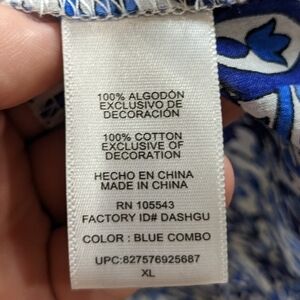 100% ALGODÓN
EXCLUSIVO DE
DECORACIÓN
100% COTTON
EXCLUSIVE OF
DECORATION
HECHO EN CHINA
MADE IN CHINA
RN 105543
FACTORY ID# DASHGU
COLOR : BLUE COMBO
UPC:827576925687
XL